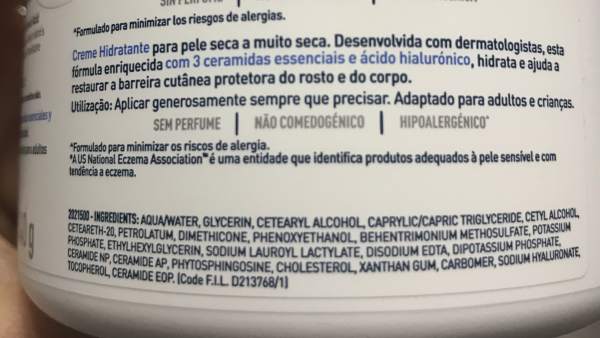 *Formulado para minimizar los riesgos de alergias.
Creme Hidratante para pele seca a muito seca. Desenvolvida com dermatologistas, esta
fórmula enriquecida com 3 ceramidas essenciais e ácido hialurónico, hidrata e ajuda a
restaurar a barreira cutânea protetora do rosto e do corpo.
Utilização: Aplicar generosamente sempre que precisar. Adaptado para adultos e crianças.
SEM PERFUME | NÃO COMEDOGÉNICO | HIPOALERGÉNICO*
*Formulado para minimizar os riscos de alergia.
*A US National Eczema Association™ é uma entidade que identifica produtos adequados à pele sensível e com
tendência a eczema.
2021500 - INGREDIENTS: AQUA/WATER, GLYCERIN, CETEARYL ALCOHOL, CAPRYLIC/CAPRIC TRIGLYCERIDE, CETYL ALCOHOL,
CETEARETH-20, PETROLATUM, DIMETHICONE, PHENOXYETHANOL, BEHENTRIMONIUM METHOSULFATE, POTASSIUM
PHOSPHATE, ETHYLHEXYLGLYCERIN, SODIUM LAUROYL LACTYLATE, DISODIUM EDTA, DIPOTASSIUM PHOSPHATE,
CERAMIDE NP, CERAMIDE AP, PHYTOSPHINGOSINE, CHOLESTEROL, XANTHAN GUM, CARBOMER, SODIUM HYALURONATE,
TOCOPHEROL, CERAMIDE EOP. (Code F.I.L. D213768/1)